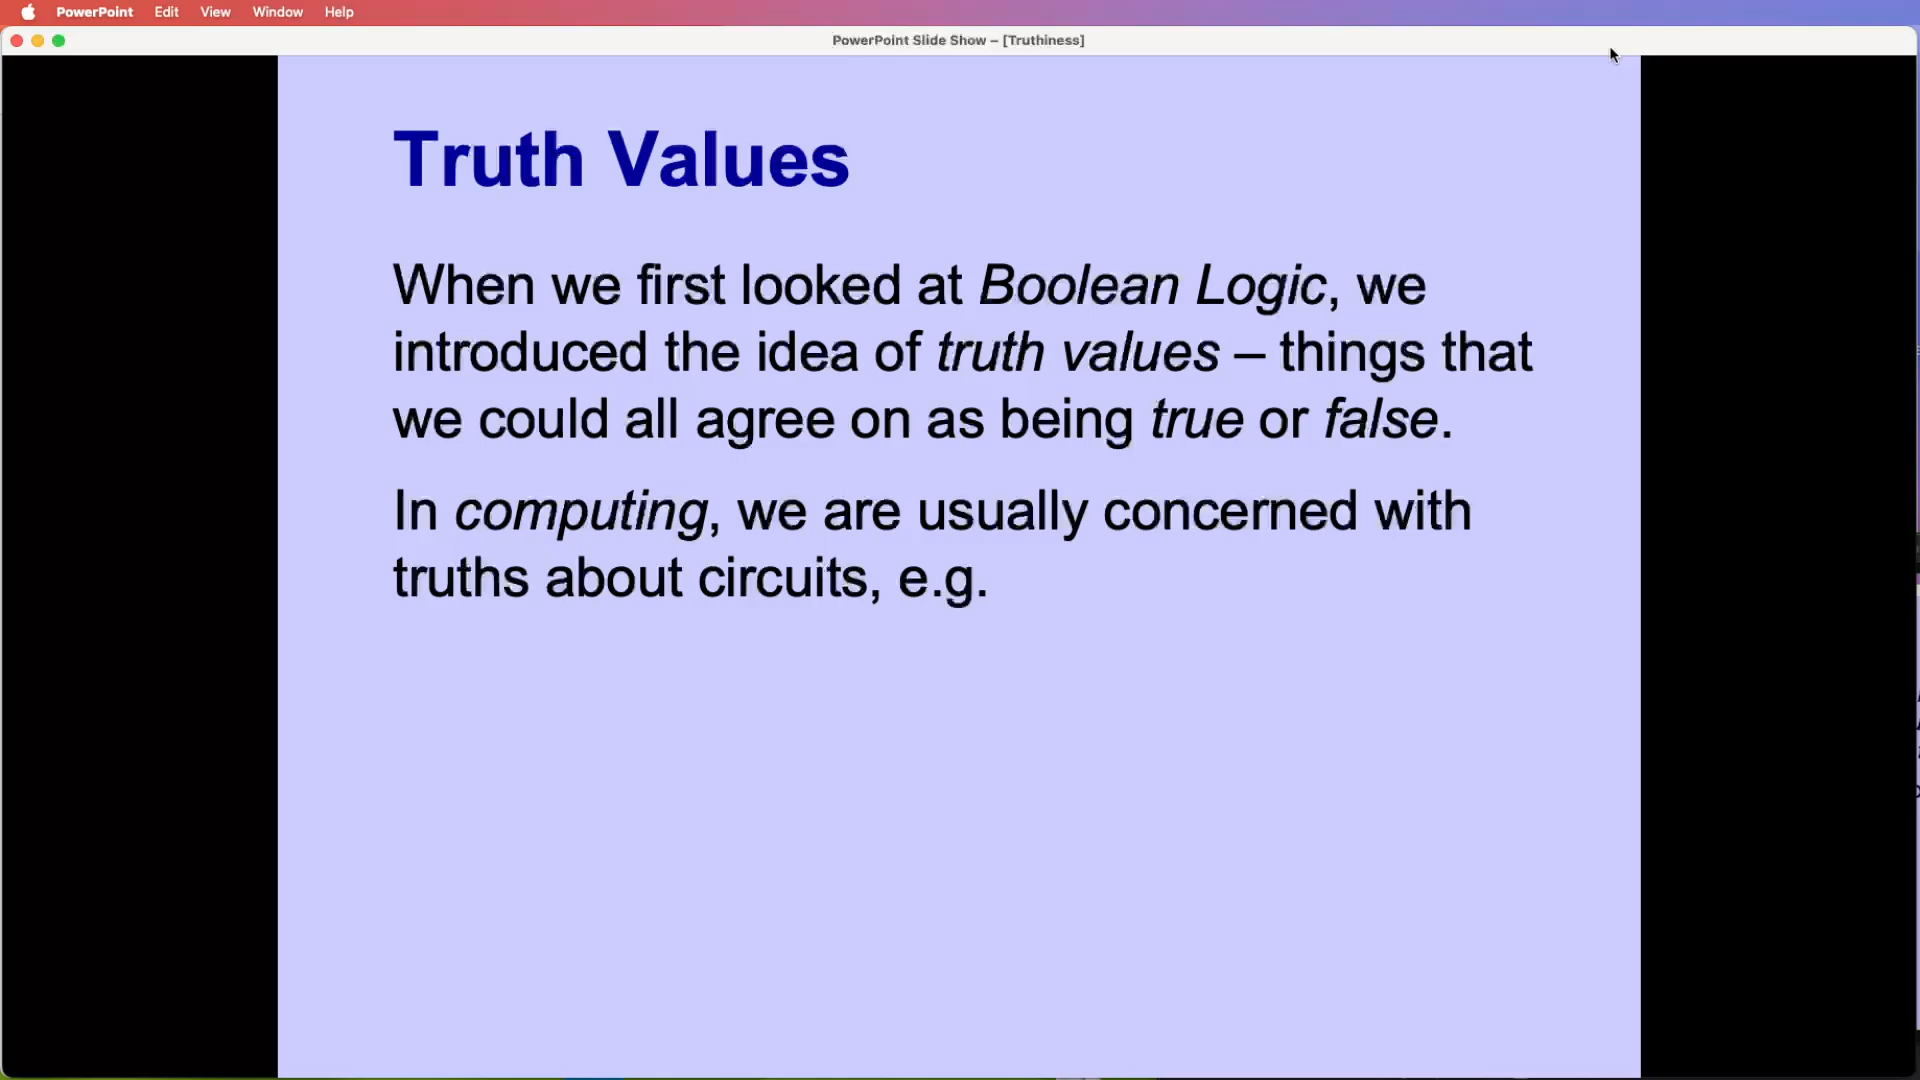 PowerPoint Edit View Window Help
PowerPoint Slide Show – [Truthiness]
Truth Values
When we first looked at Boolean Logic, we
introduced the idea of truth values – things that
we could all agree on as being true or false.
In computing, we are usually concerned with
truths about circuits, e.g.